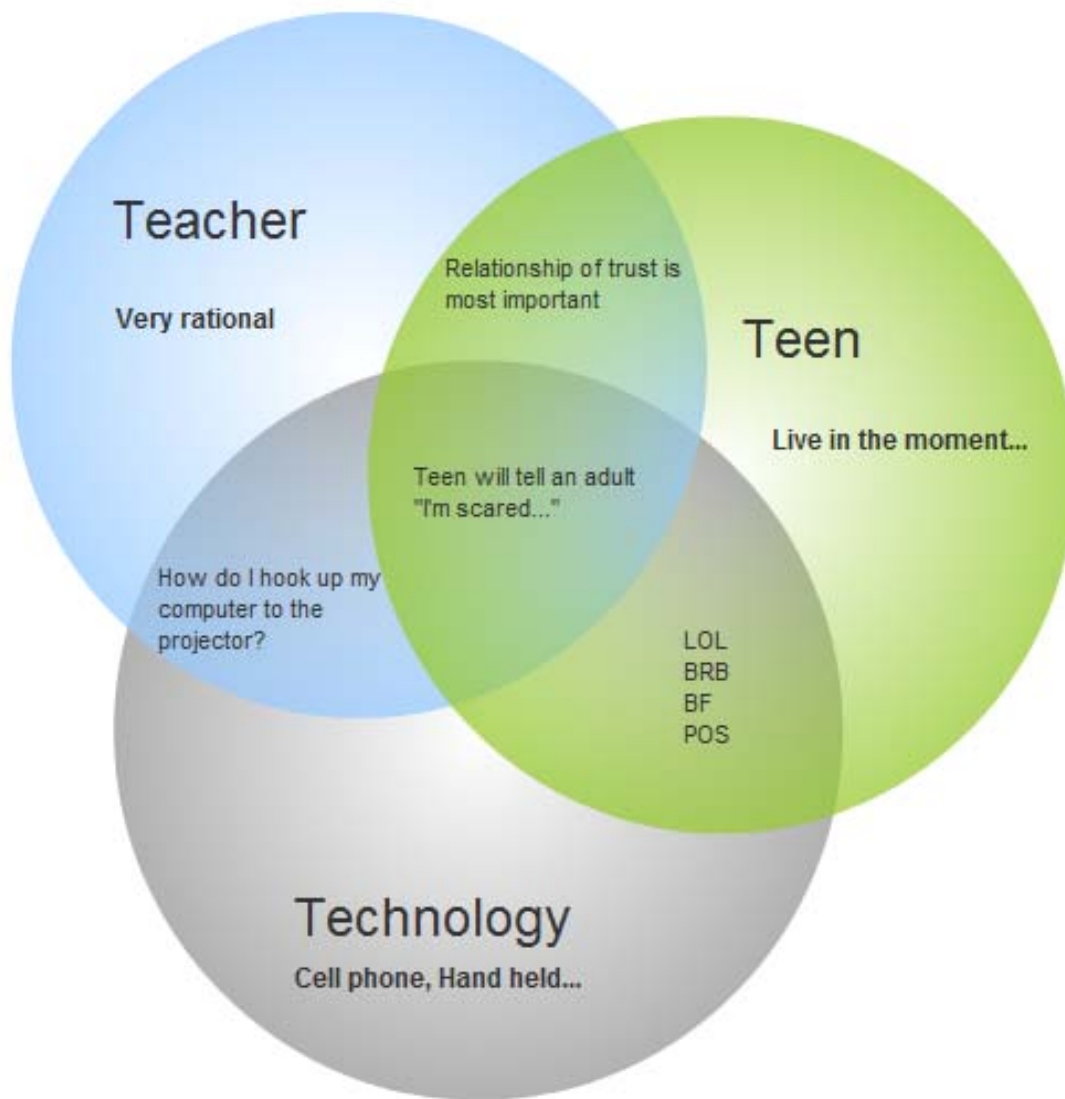 Teacher
Very rational
Relationship of trust is
most important
Teen
Live in the moment...
Teen will tell an adult
"I'm scared..."
How do I hook up my
computer to the
projector?
LOL
BRB
BF
POS
Technology
Cell phone, Hand held...